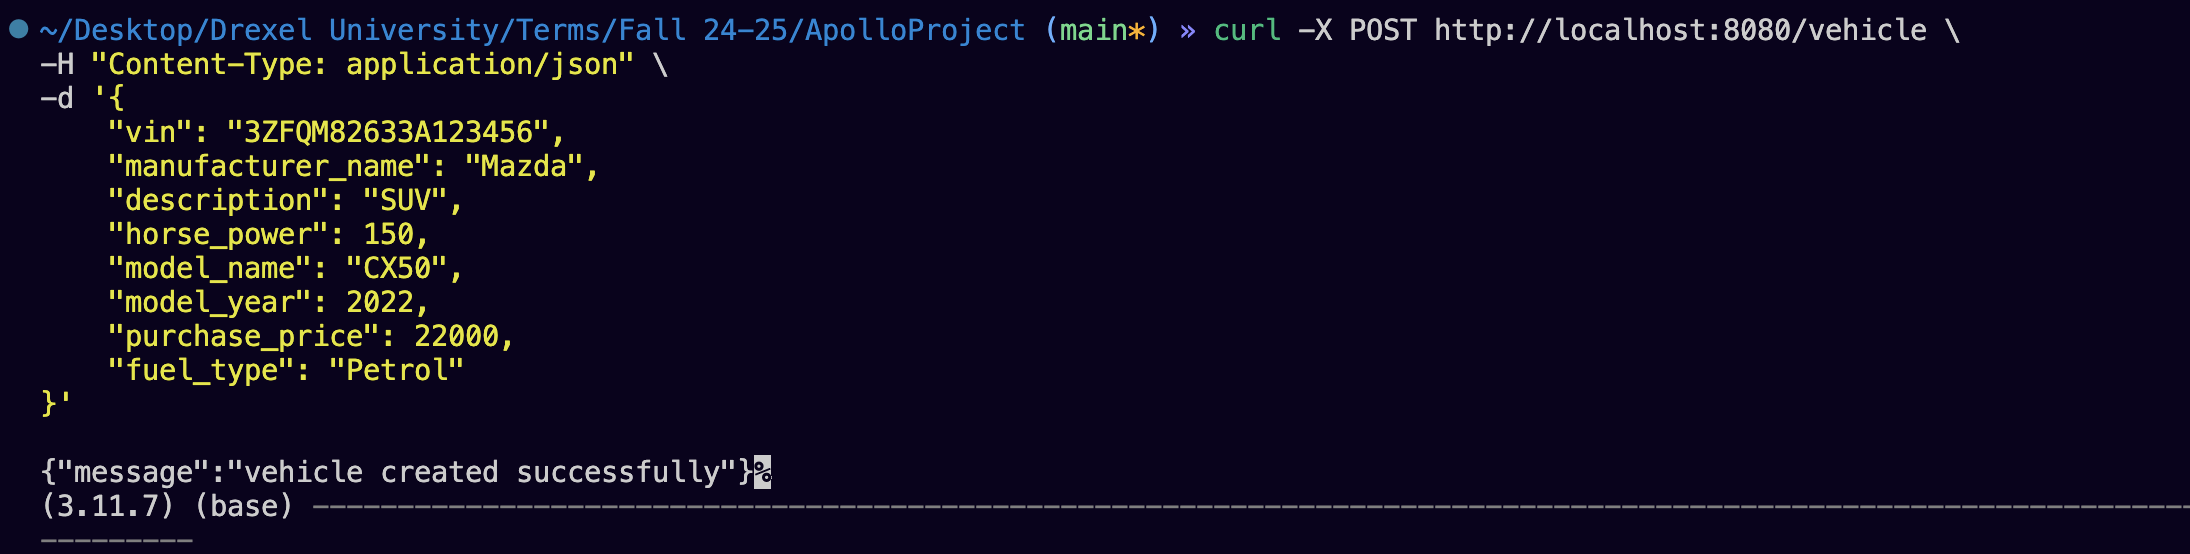 ~/Desktop/Drexel University/Terms/Fall 24-25/ApolloProject (main*) » curl -X POST http://localhost:8080/vehicle \
-H "Content-Type: application/json" \
-d '{
    "vin": "3ZFQM82633A123456",
    "manufacturer_name": "Mazda",
    "description": "SUV",
    "horse_power": 150,
    "model_name": "CX50",
    "model_year": 2022,
    "purchase_price": 22000,
    "fuel_type": "Petrol"
}'
{"message":"vehicle created successfully"}%
(3.11.7) (base) --------------------------------------------------------------------------------------------------------------
---------